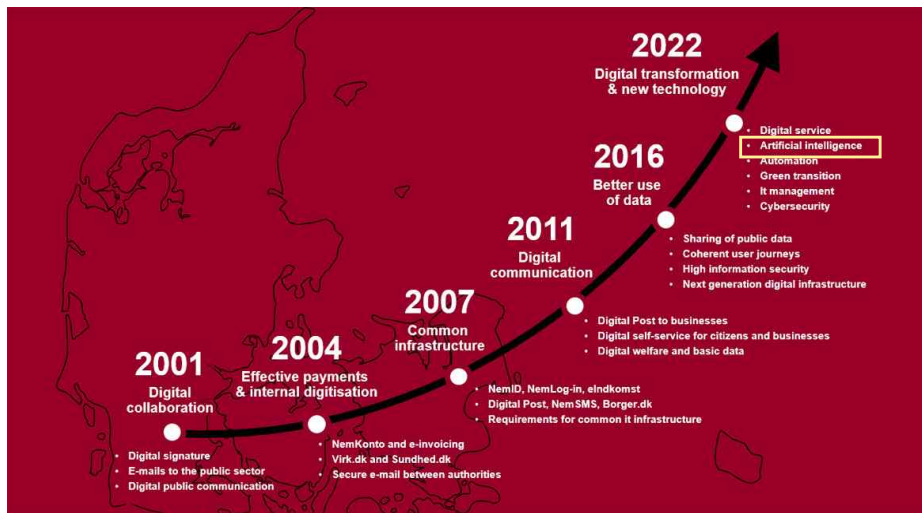 2001
Digital
collaboration
• Digital signature
• E-mails to the public sector
• Digital public communication
2004
Effective payments
& internal digitisation
• NemKonto and e-invoicing
• Virk.dk and Sundhed.dk
• Secure e-mail between authorities
2007
Common
infrastructure
• NemID, NemLog-in, eIndkomst
• Digital Post, NemSMS, Borger.dk
• Requirements for common it infrastructure
2011
Digital
communication
• Digital Post to businesses
• Digital self-service for citizens and businesses
• Digital welfare and basic data
2016
Better use
of data
• Sharing of public data
• Coherent user journeys
• High information security
• Next generation digital infrastructure
2022
Digital transformation
& new technology
• Digital service
• Artificial intelligence
• Automation
• Green transition
• It management
• Cybersecurity